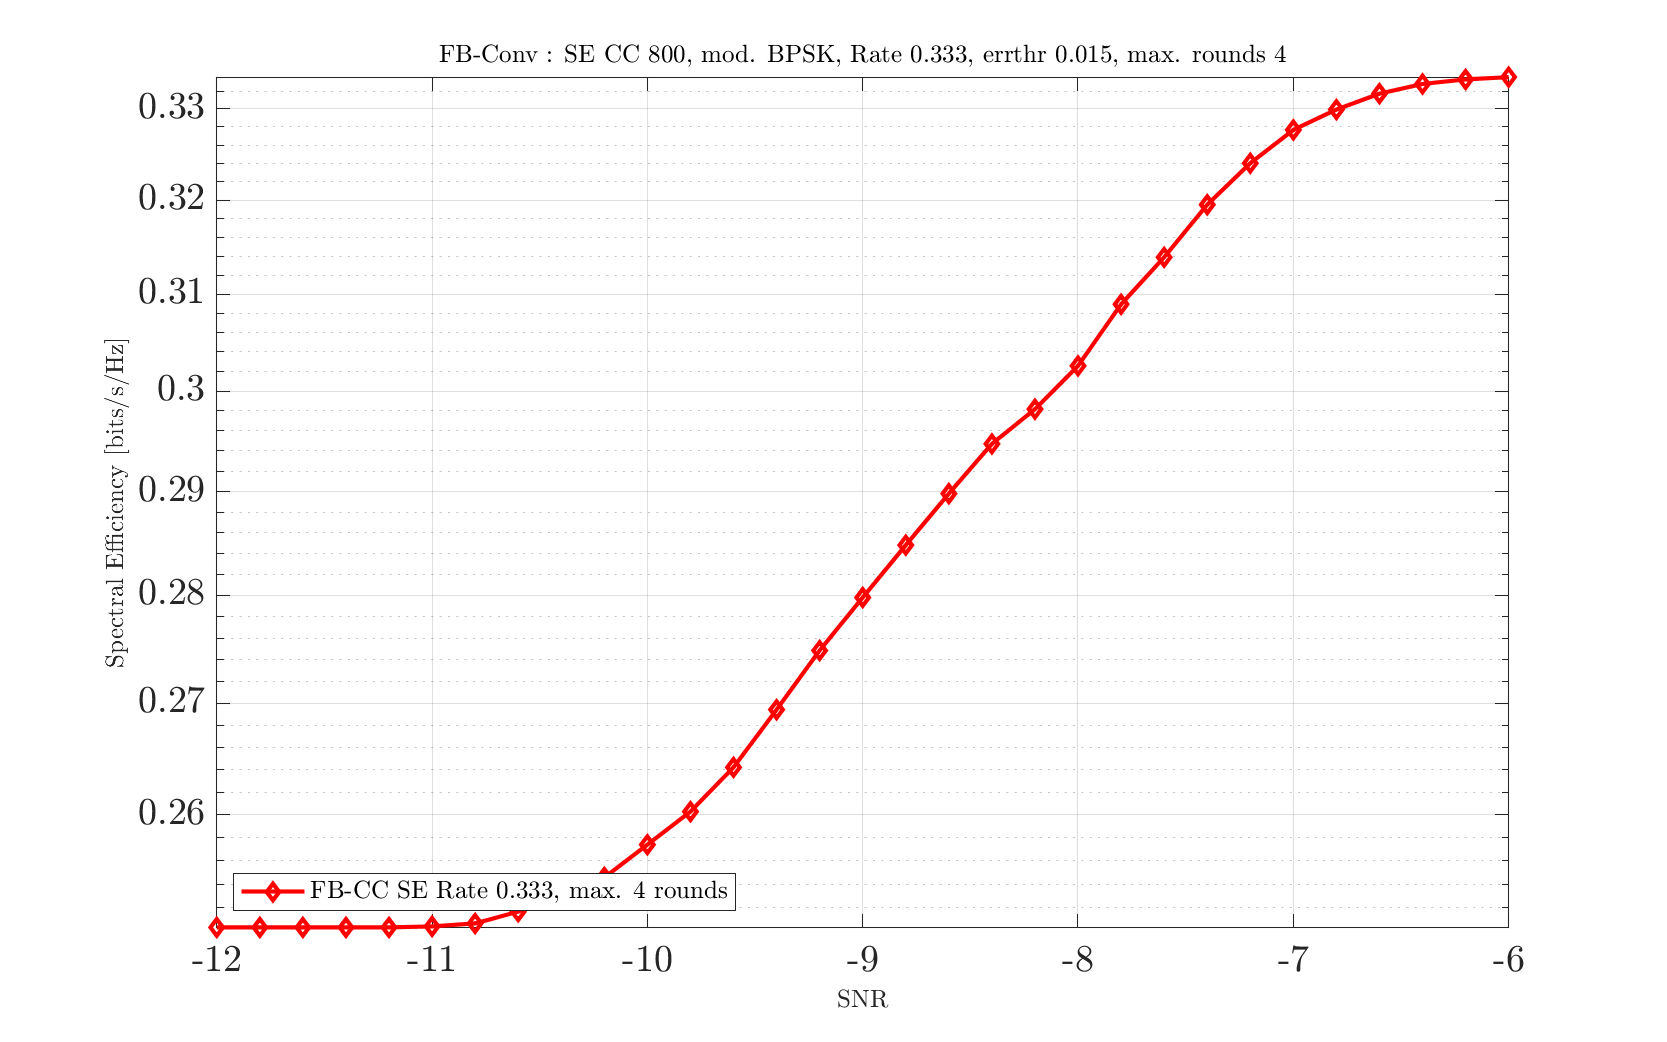 FB-Conv : SE CC 800, mod. BPSK, Rate 0.333, errthr 0.015, max. rounds 4
Spectral Efficiency [bits/s/Hz]
0.33
0.32
0.31
0.3
0.29
0.28
0.27
0.26
FB-CC SE Rate 0.333, max. 4 rounds
-12 -11 -10 -9 -8 -7 -6
SNR